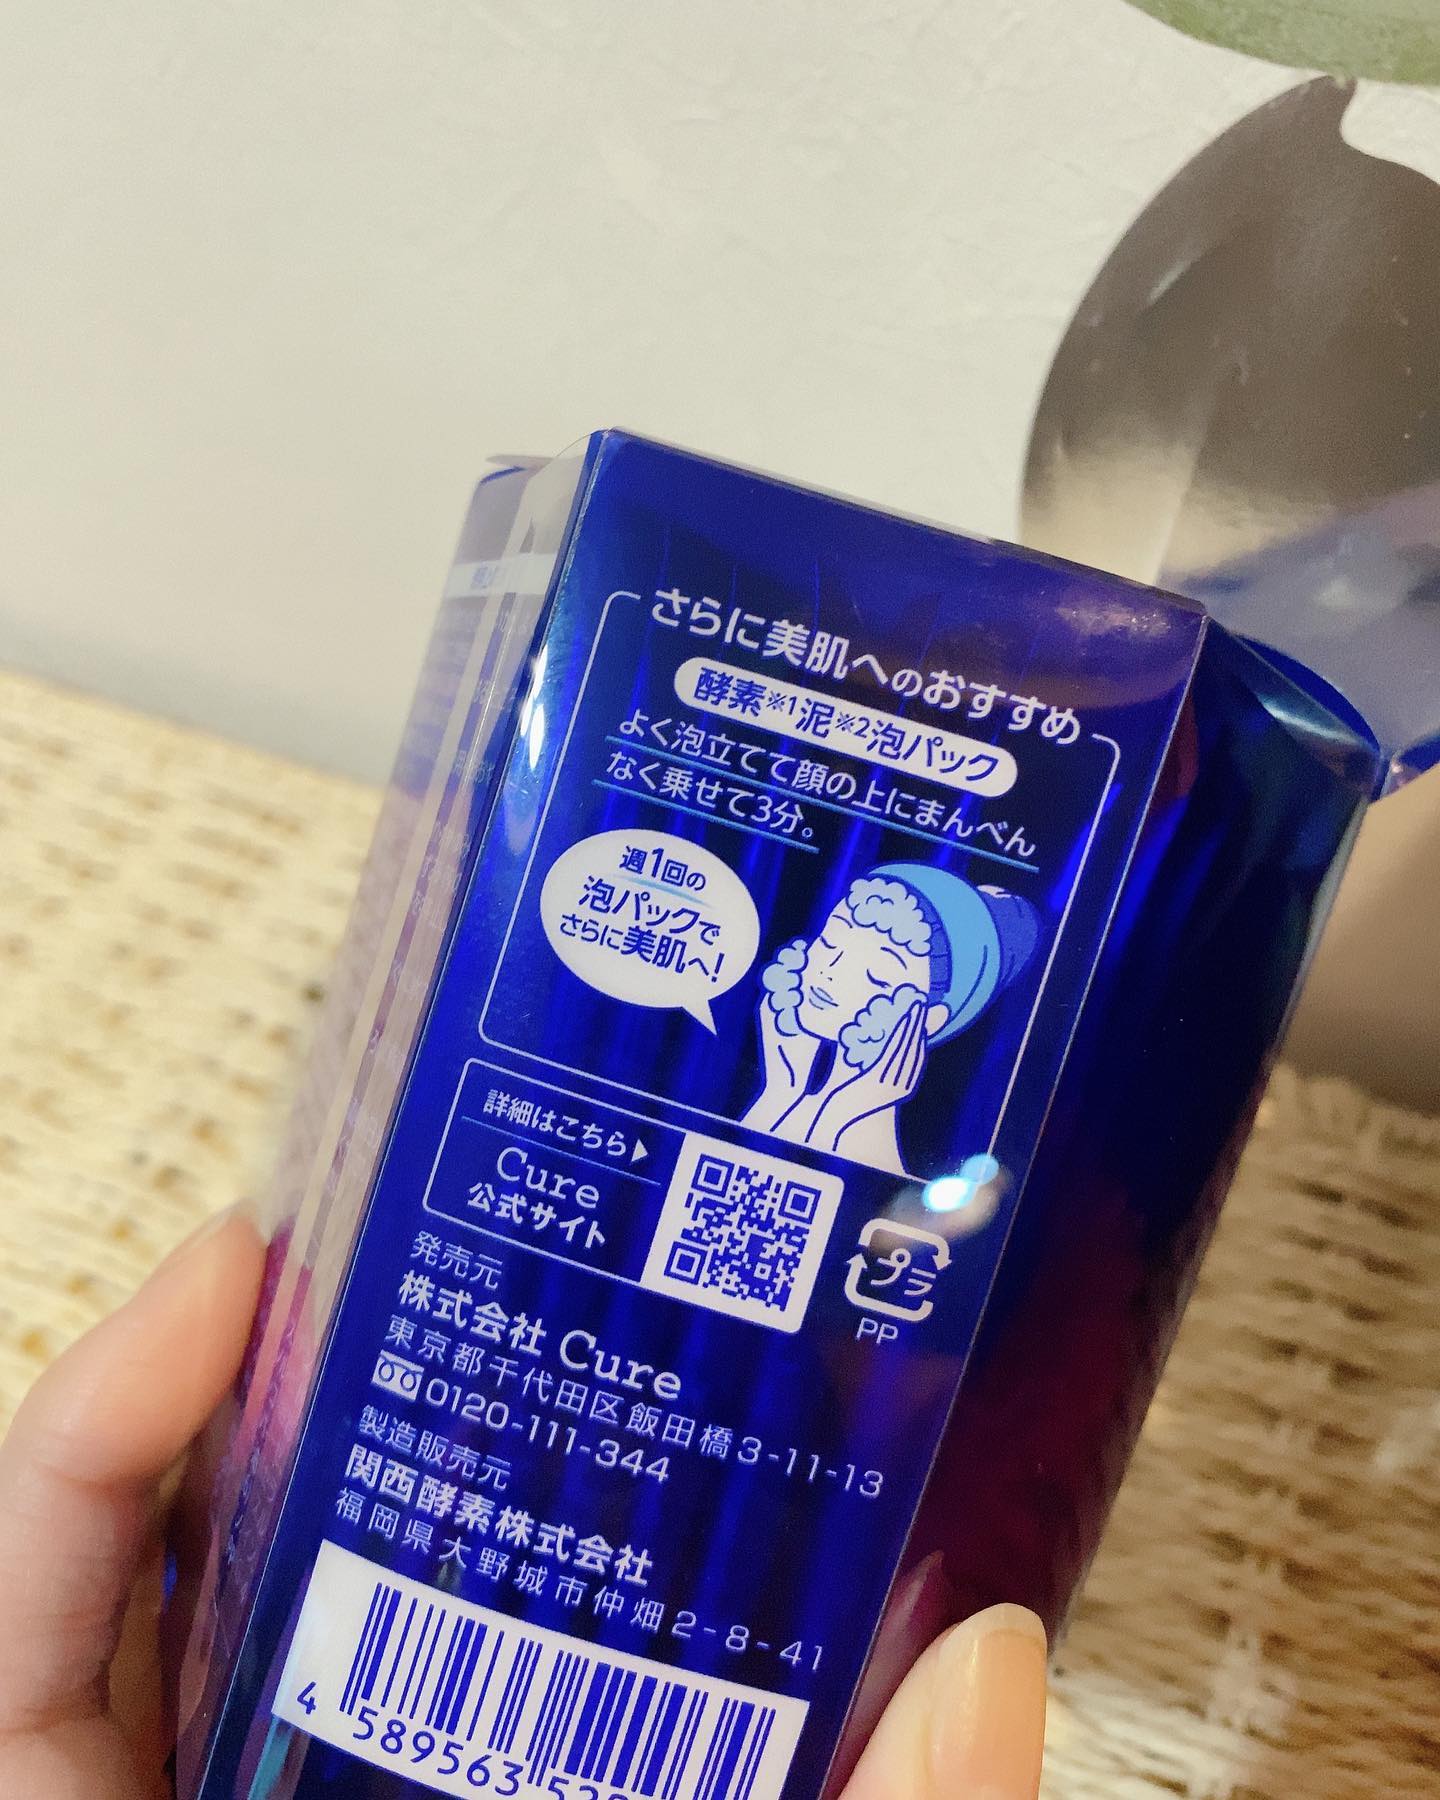 さらに美肌へのおすすめ
酵素※1泥※2泡パック
よく泡立てて顔の上にまんべん
なく乗せて3分。
週1回の
泡パックで
さらに美肌へ!
詳細はこちら▶
Cure
公式サイト
プラ
PP
発売元
株式会社 Cure
東京都千代田区飯田橋3-11-13
0120-111-344
製造販売元
関西酵素株式会社
福岡県大野城市仲畑2-8-41
4 589563